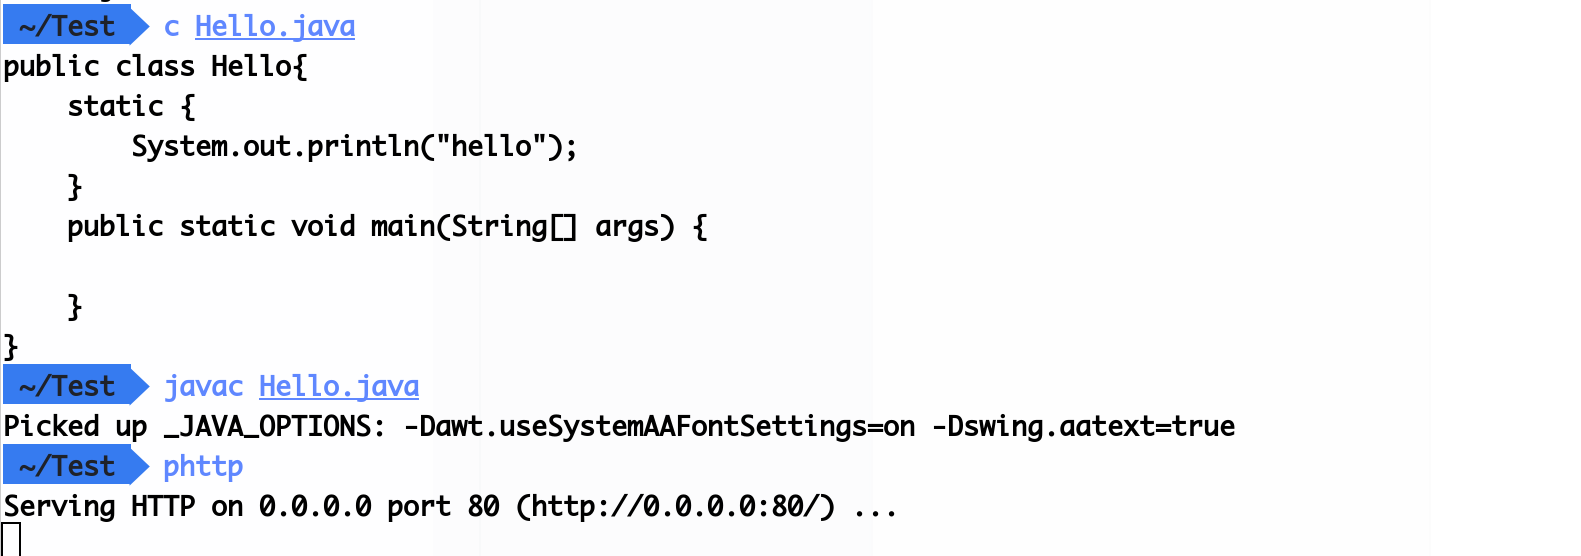 ~/Test c Hello.java
public class Hello{
    static {
        System.out.println("hello");
    }
    public static void main(String[] args) {

    }
}
~/Test javac Hello.java
Picked up _JAVA_OPTIONS: -Dawt.useSystemAAFontSettings=on -Dswing.aatext=true
~/Test phttp
Serving HTTP on 0.0.0.0 port 80 (http://0.0.0.0:80/) ...